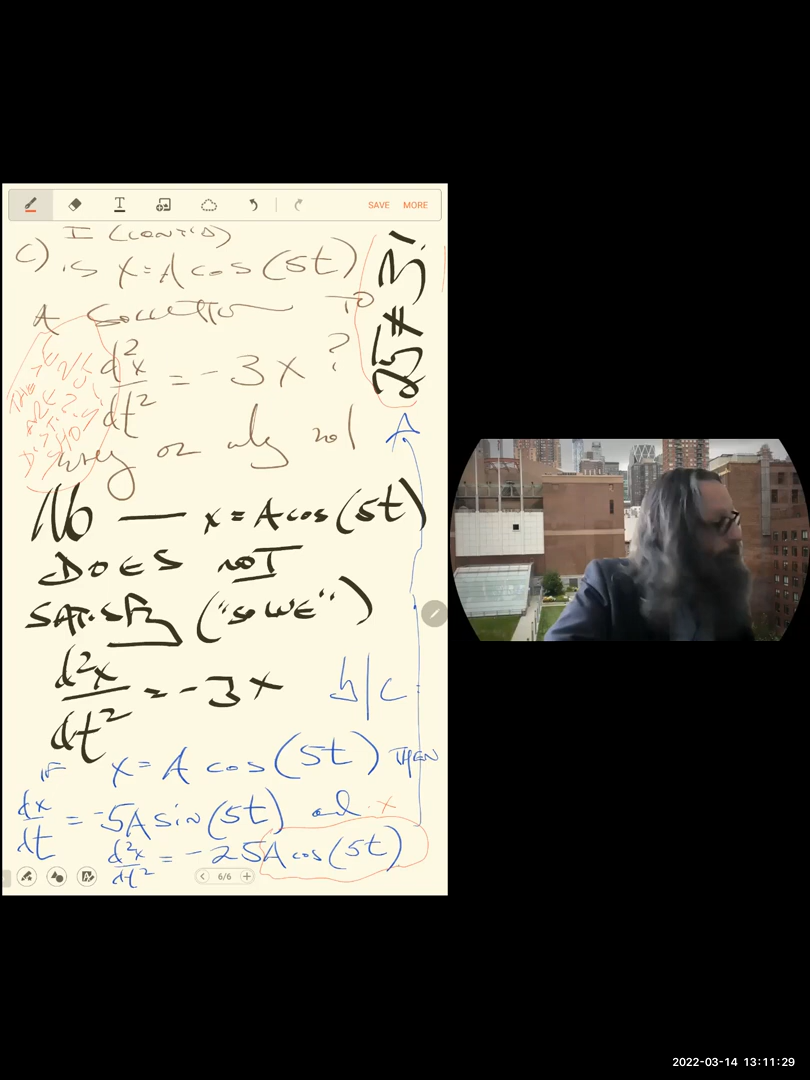 SAVE MORE
I (CONT'D)
c) is x = A cos (5t)
A SOLUTION TO
d²x/dt² = -3x ?
why or why not
25 ≠ 3!
No — x = A cos (5t)
DOES NOT
SATISFY ("SOLVE")
d²x/dt² = -3x b/c
IF x = A cos (5t) THEN
dx/dt = -5A sin (5t) and x
d²x/dt² = -25A cos (5t)
6/6
2022-03-14 13:11:29